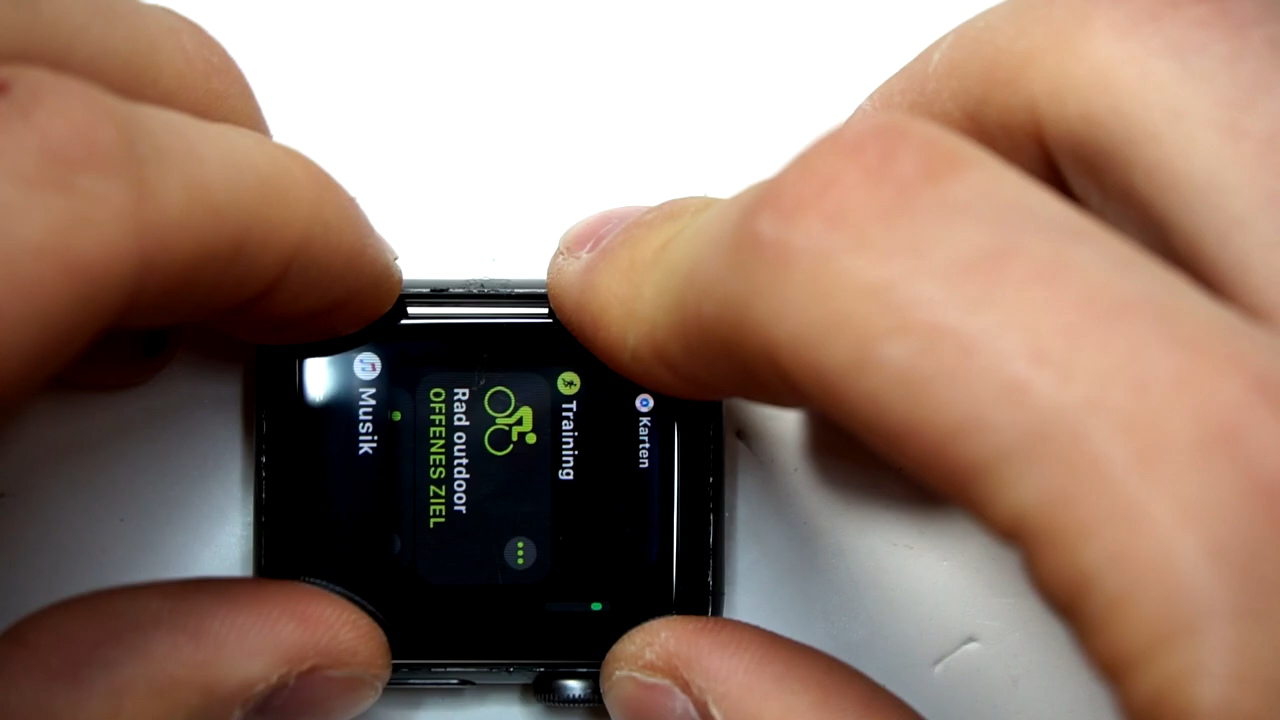 Karten
Training
Rad outdoor
OFFENES ZIEL
Musik